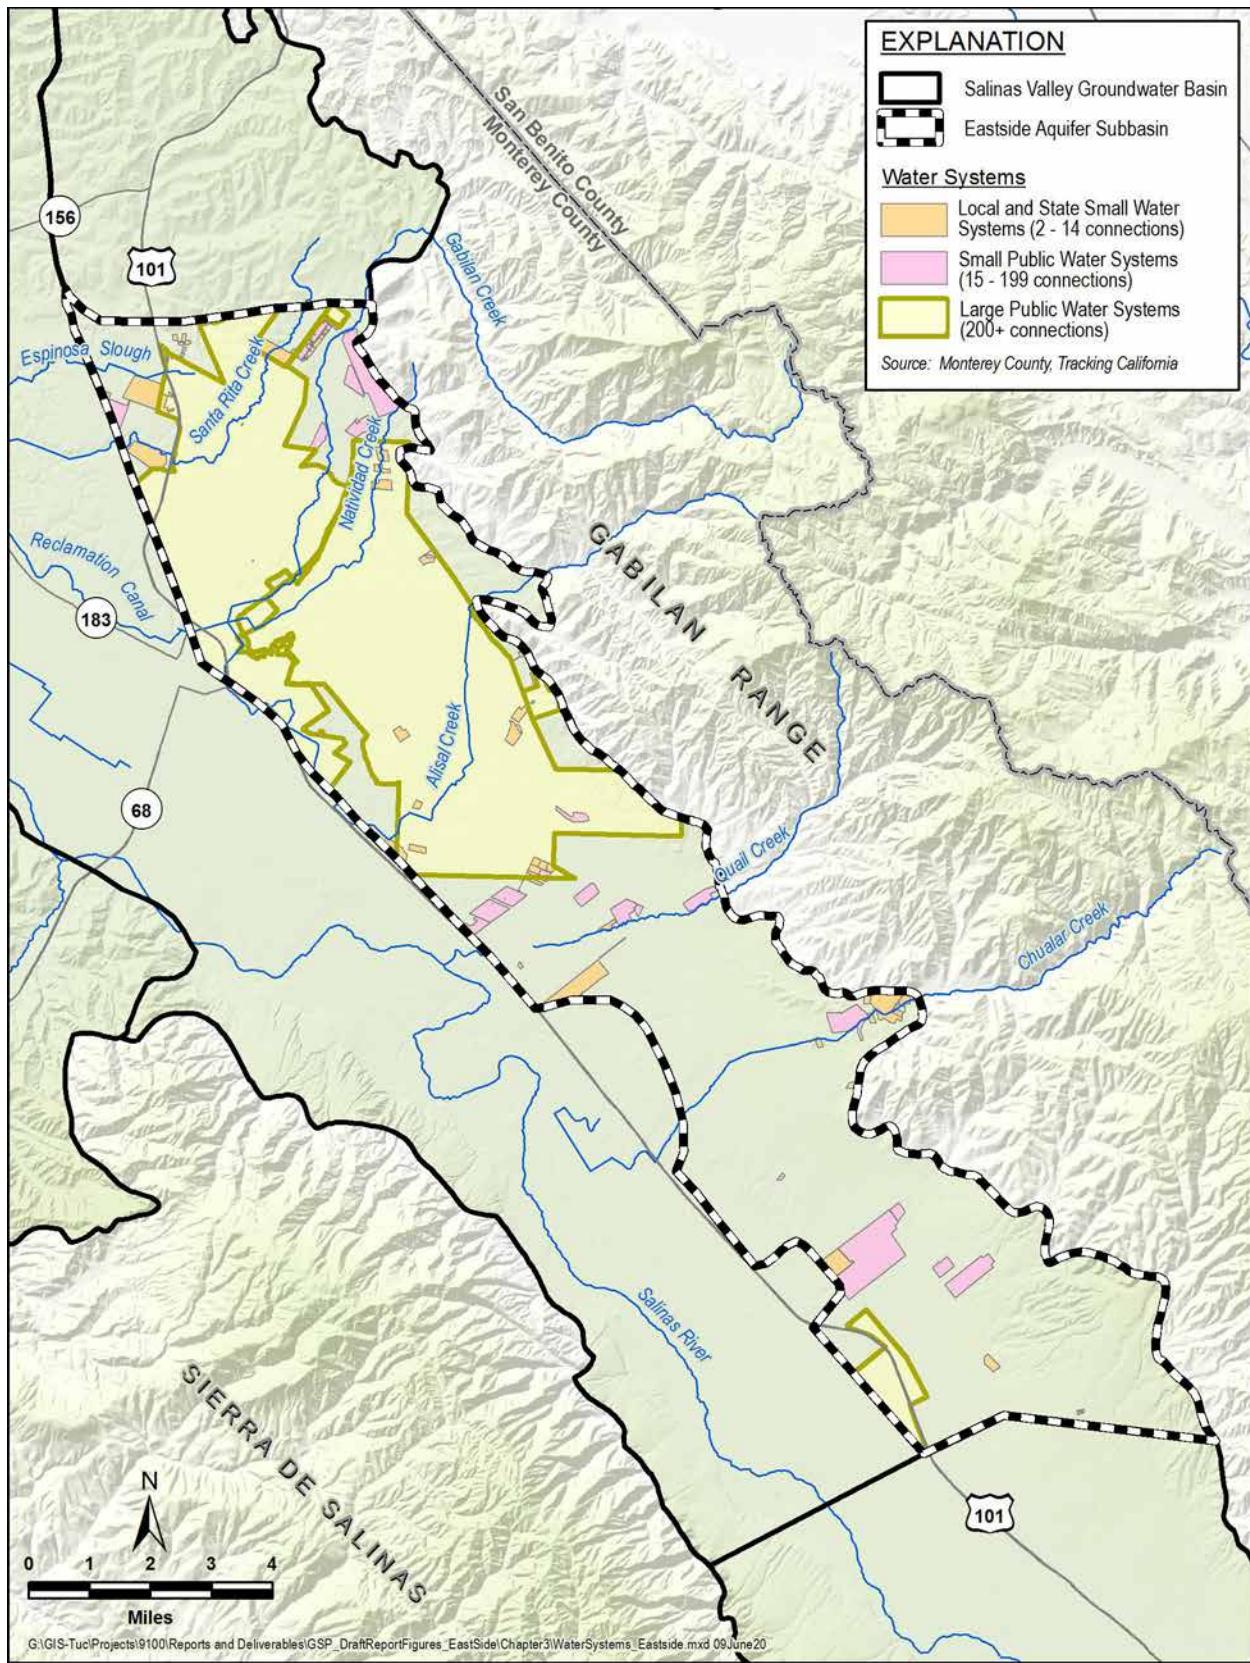 EXPLANATION
Salinas Valley Groundwater Basin
Eastside Aquifer Subbasin
Water Systems
Local and State Small Water
Systems (2 - 14 connections)
Small Public Water Systems
(15 - 199 connections)
Large Public Water Systems
(200+ connections)
Source: Monterey County, Tracking California
San Benito County
Monterey County
156
101
Gabilan Creek
Espinosa Slough
Santa Rita Creek
Natividad Creek
Reclamation Canal
183
GABILAN RANGE
Alisal Creek
68
Quail Creek
Chualar Creek
Salinas River
SIERRA DE SALINAS
101
N
0 1 2 3 4
Miles
G:\GIS-Tuc\Projects\9100\Reports and Deliverables\GSP_DraftReportFigures_EastSide\Chapter3\WaterSystems_Eastside.mxd 09June20